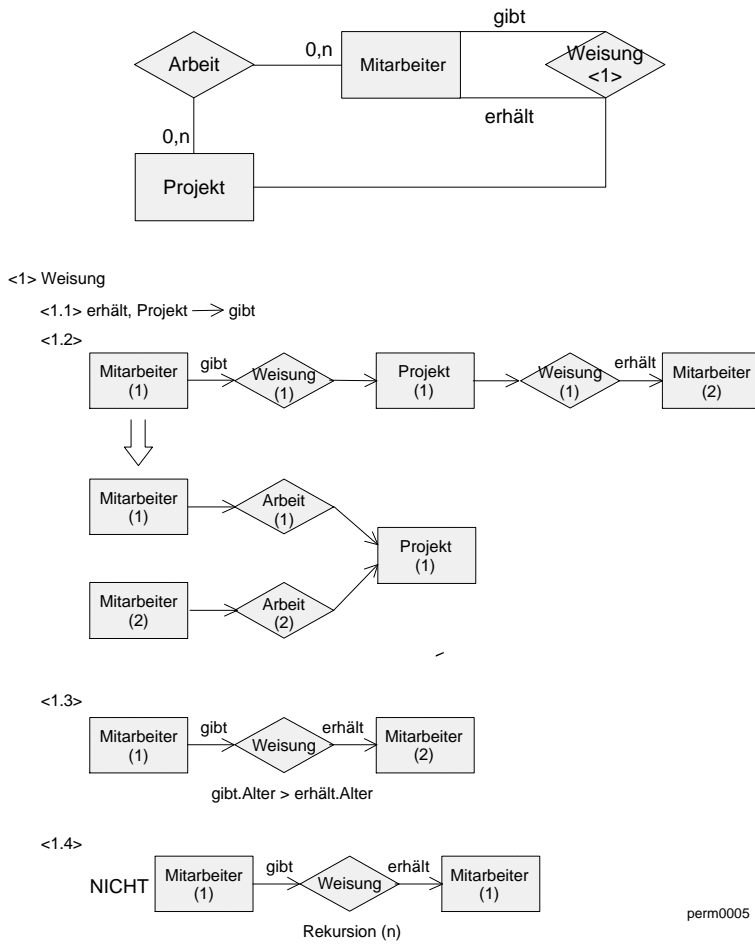 gibt
0,n
Mitarbeiter
Arbeit
Weisung
<1>
erhält
0,n
Projekt
<1> Weisung
<1.1> erhält, Projekt → gibt
<1.2>
Mitarbeiter
(1)
gibt
Weisung
(1)
Projekt
(1)
Weisung
(1)
erhält
Mitarbeiter
(2)
Mitarbeiter
(1)
Arbeit
(1)
Projekt
(1)
Mitarbeiter
(2)
Arbeit
(2)
<1.3>
Mitarbeiter
(1)
gibt
Weisung
erhält
Mitarbeiter
(2)
gibt.Alter > erhält.Alter
<1.4>
NICHT
Mitarbeiter
(1)
gibt
Weisung
erhält
Mitarbeiter
(1)
Rekursion (n)
perm0005